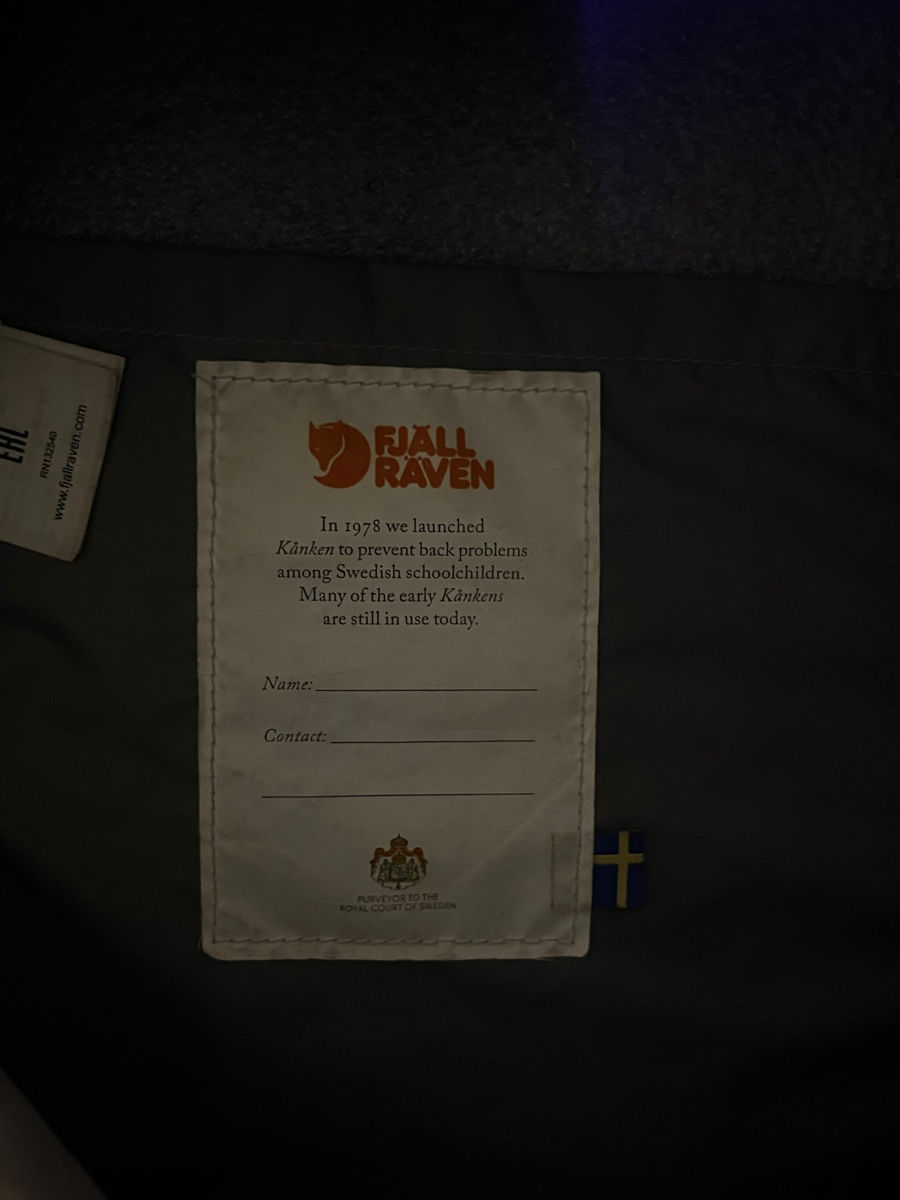 EAC
RN132540
www.fjallraven.com
FJÄLL
RÄVEN
In 1978 we launched
Kånken to prevent back problems
among Swedish schoolchildren.
Many of the early Kånkens
are still in use today.
Name:
Contact:
PURVEYOR TO THE
ROYAL COURT OF SWEDEN